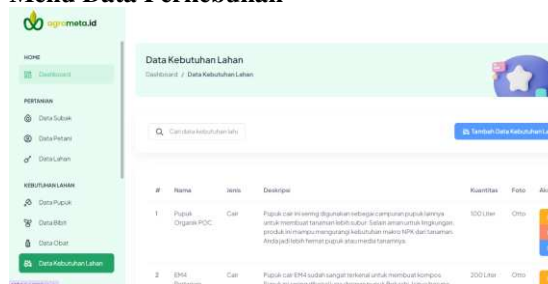 Menu Data Perkebunan
agrometa.id
HOME
Dashboard
PERTANIAN
Data Subak
Data Petani
Data Lahan
KEBUTUHAN LAHAN
Data Pupuk
Data Bibit
Data Obat
Data Kebutuhan Lahan
Data Kebutuhan Lahan
Dashboard / Data Kebutuhan Lahan
Cari data kebutuhan lahan
Tambah Data Kebutuhan La
# Nama Jenis Deskripsi Kuantitas Foto Aks
1 Pupuk Organik POC Cair 100 Liter Otto
Pupuk cair ini sering digunakan sebagai campuran pupuk lainnya
untuk membuat tanaman lebih subur. Selain aman untuk lingkungan,
produk ini mampu mengurangi kebutuhan makro NPK dari tanaman.
Anda jadi lebih hemat pupuk atau media tanamnya.
2 EM4 Cair 200 Liter Otto
Pupuk cair EM4 sudah sangat terkenal untuk membuat kompos.